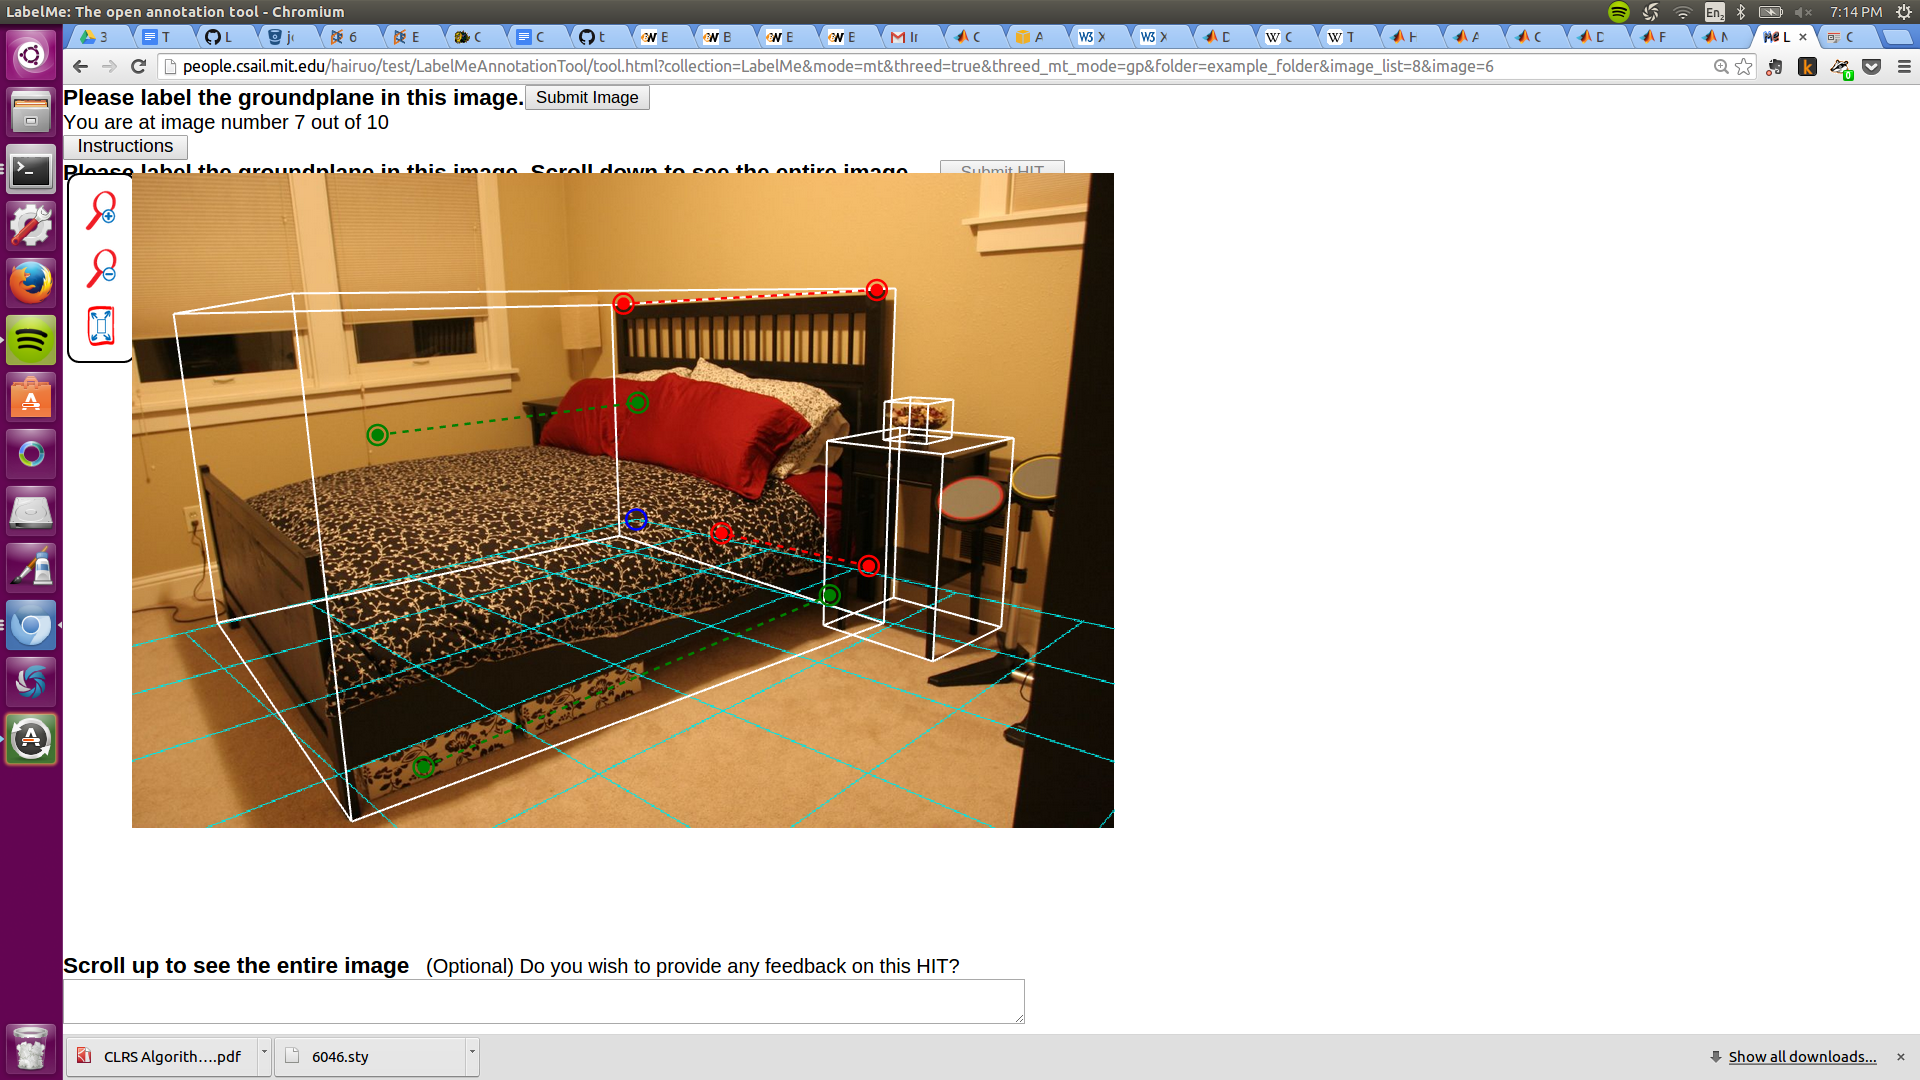 LabelMe: The open annotation tool - Chromium
En2
7:14 PM
3
T
L
6
E
C
C
t
E
B
E
E
C
A
X
X
D
C
T
H
A
C
D
F
L
C
people.csail.mit.edu/hairuo/test/LabelMeAnnotationTool/tool.html?collection=LabelMe&mode=mt&threed=true&threed_mt_mode=gp&folder=example_folder&image_list=8&image=6
Please label the groundplane in this image. Submit Image
You are at image number 7 out of 10
Instructions
Please label the groundplane in this image. Scroll down to see the entire image. Submit HIT
Scroll up to see the entire image (Optional) Do you wish to provide any feedback on this HIT?
CLRS Algorith....pdf
6046.sty
Show all downloads...